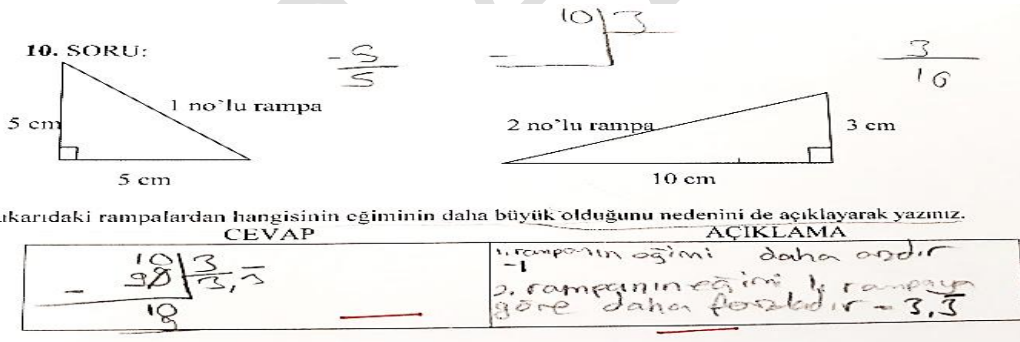 10 3
10. SORU:
-5
5
3
10
1 no'lu rampa
5 cm
2 no'lu rampa
3 cm
5 cm
10 cm
ukarıdaki rampalardan hangisinin eğiminin daha büyük olduğunu nedenini de açıklayarak yazınız.
CEVAP
AÇIKLAMA
10 3
- 90 3,3̅
10
1. rampanın eğimi daha azdır
-1
2. rampanın eğimi 1. rampaya
göre daha fazladır - 3,3̅